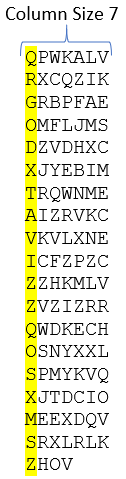 Column Size 7
QPWKALV
RXCQZIK
GRBPFAE
OMFLJMS
DZVDHXC
XJYEBIM
TRQWNME
AIZRVKC
VKVLXNE
ICFZPZC
ZZHKMLV
ZVZIZRR
QWDKECH
OSNYXXL
SPMYKVQ
XJTDCIO
MEEXDQV
SRXLRLK
ZHOV